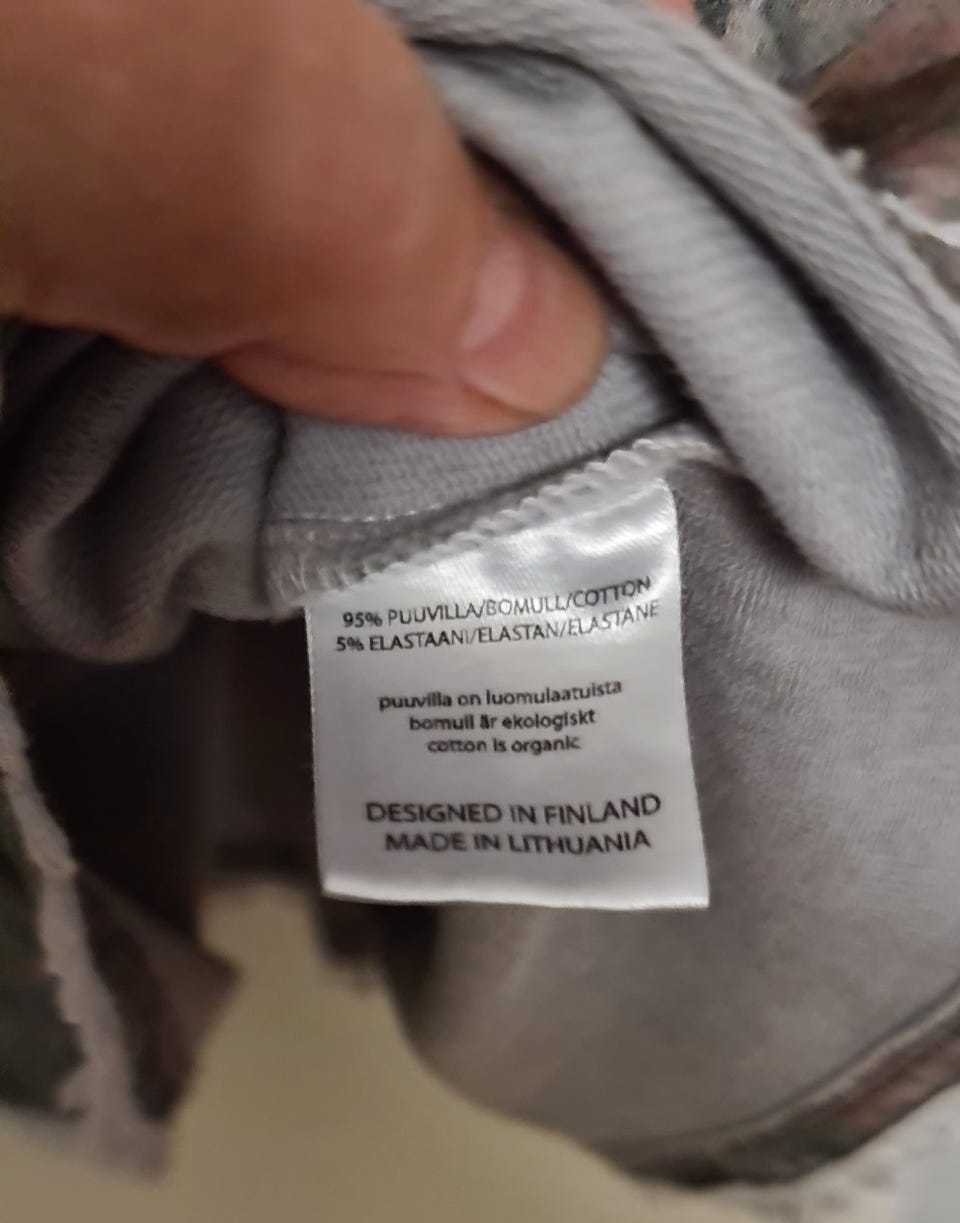 95% PUUVILLA/BOMULL/COTTON
5% ELASTAANI/ELASTAN/ELASTANE
puuvilla on luomulaatuista
bomull är ekologiskt
cotton is organic
DESIGNED IN FINLAND
MADE IN LITHUANIA